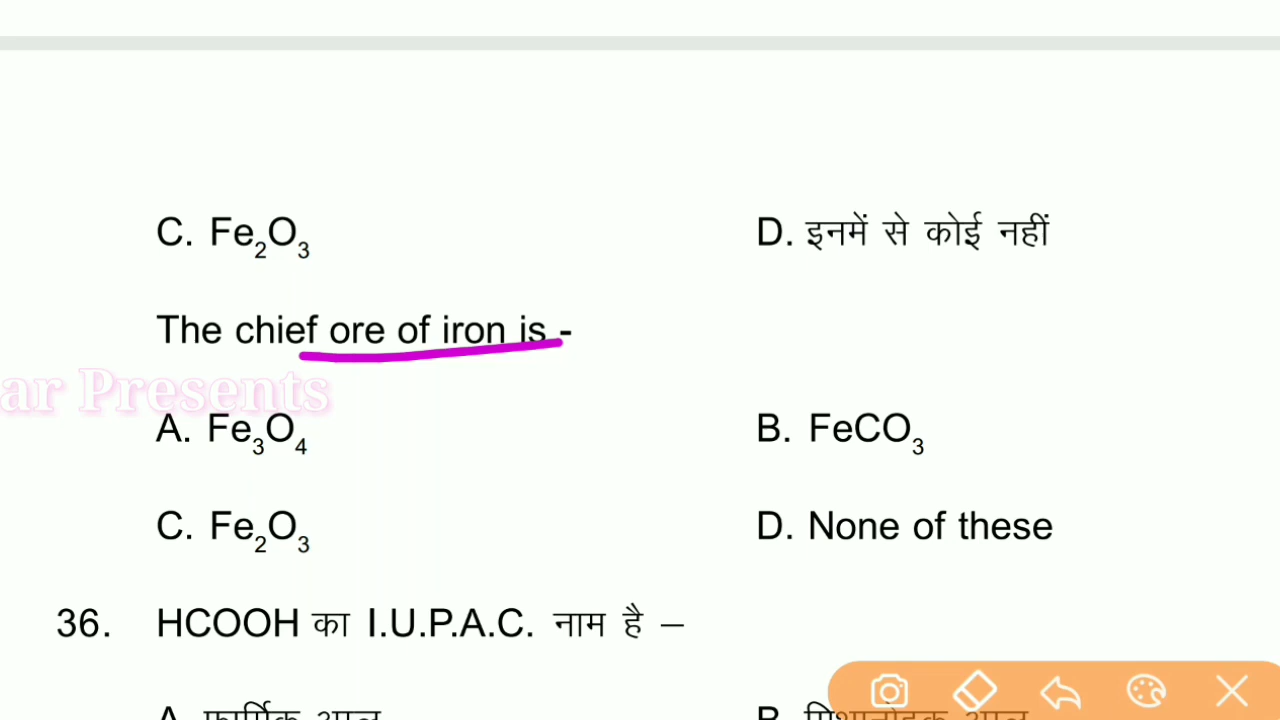 C. Fe₂O₃ D. इनमें से कोई नहीं
The chief ore of iron is -
ar Presents
A. Fe₃O₄ B. FeCO₃
C. Fe₂O₃ D. None of these
36. HCOOH का I.U.P.A.C. नाम है –
A. फार्मिक अम्ल B.